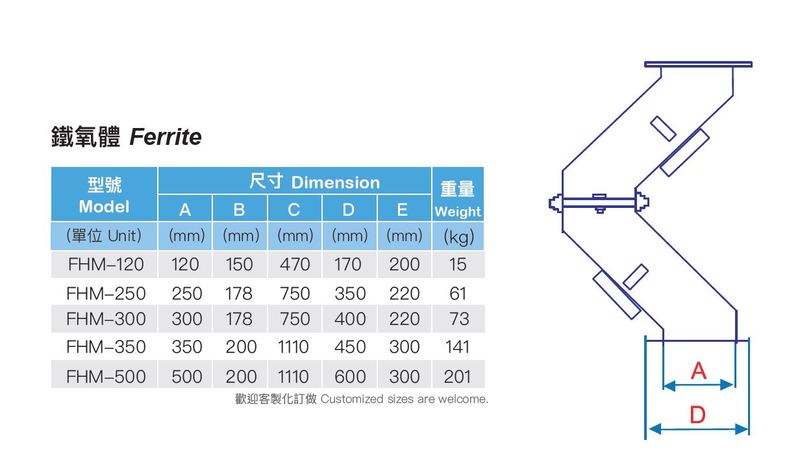 鐵氧體 Ferrite
型號 Model 尺寸 Dimension 重量 Weight
A B C D E
(單位 Unit) (mm) (mm) (mm) (mm) (mm) (kg)
FHM-120 120 150 470 170 200 15
FHM-250 250 178 750 350 220 61
FHM-300 300 178 750 400 220 73
FHM-350 350 200 1110 450 300 141
FHM-500 500 200 1110 600 300 201
歡迎客製化訂做 Customized sizes are welcome.
A
D